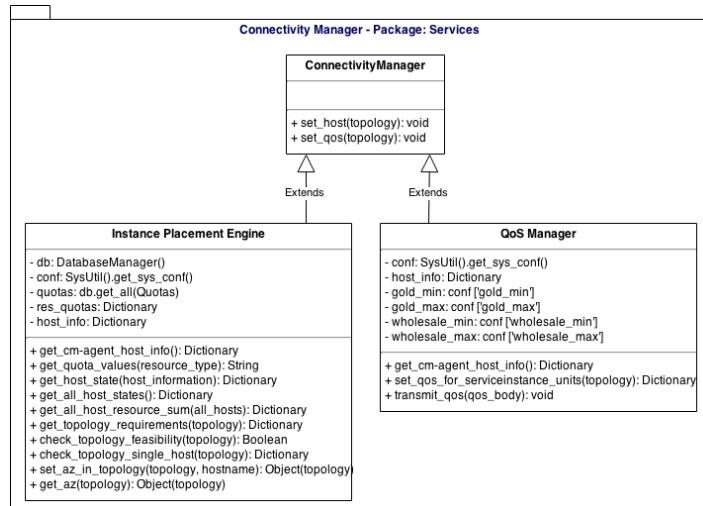 Connectivity Manager - Package: Services
ConnectivityManager
+ set_host(topology): void
+ set_qos(topology): void
Extends
Extends
Instance Placement Engine
- db: DatabaseManager()
- conf: SysUtil().get_sys_conf()
- quotas: db.get_all(Quotas)
- res_quotas: Dictionary
- host_info: Dictionary
+ get_cm-agent_host_info(): Dictionary
+ get_quota_values(resource_type): String
+ get_host_state(host_information): Dictionary
+ get_all_host_states(): Dictionary
+ get_all_host_resource_sum(all_hosts): Dictionary
+ get_topology_requirements(topology): Dictionary
+ check_topology_feasibility(topology): Boolean
+ check_topology_single_host(topology): Dictionary
+ set_az_in_topology(topology, hostname): Object(topology)
+ get_az(topology): Object(topology)
QoS Manager
- conf: SysUtil().get_sys_conf()
- host_info: Dictionary
- gold_min: conf ['gold_min']
- gold_max: conf ['gold_max']
- wholesale_min: conf ['wholesale_min']
- wholesale_max: conf ['wholesale_max']
+ get_cm-agent_host_info(): Dictionary
+ set_qos_for_serviceinstance_units(topology): Dictionary
+ transmit_qos(qos_body): void